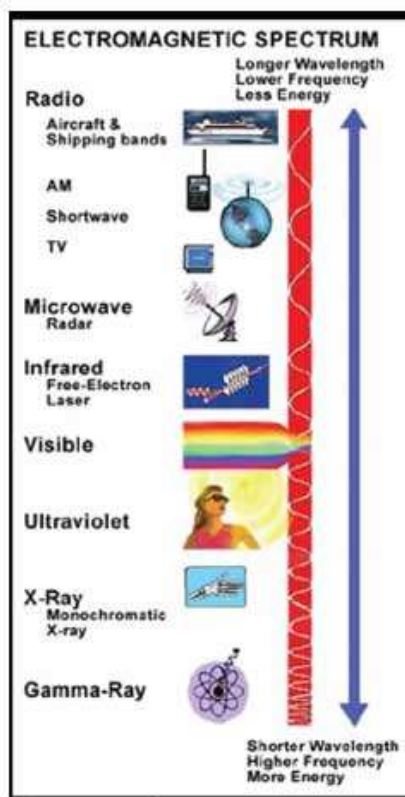 ELECTROMAGNETIC SPECTRUM
Longer Wavelength
Lower Frequency
Less Energy
Radio
Aircraft &
Shipping bands
AM
Shortwave
TV
Microwave
Radar
Infrared
Free-Electron
Laser
Visible
Ultraviolet
X-Ray
Monochromatic
X-ray
Gamma-Ray
Shorter Wavelength
Higher Frequency
More Energy